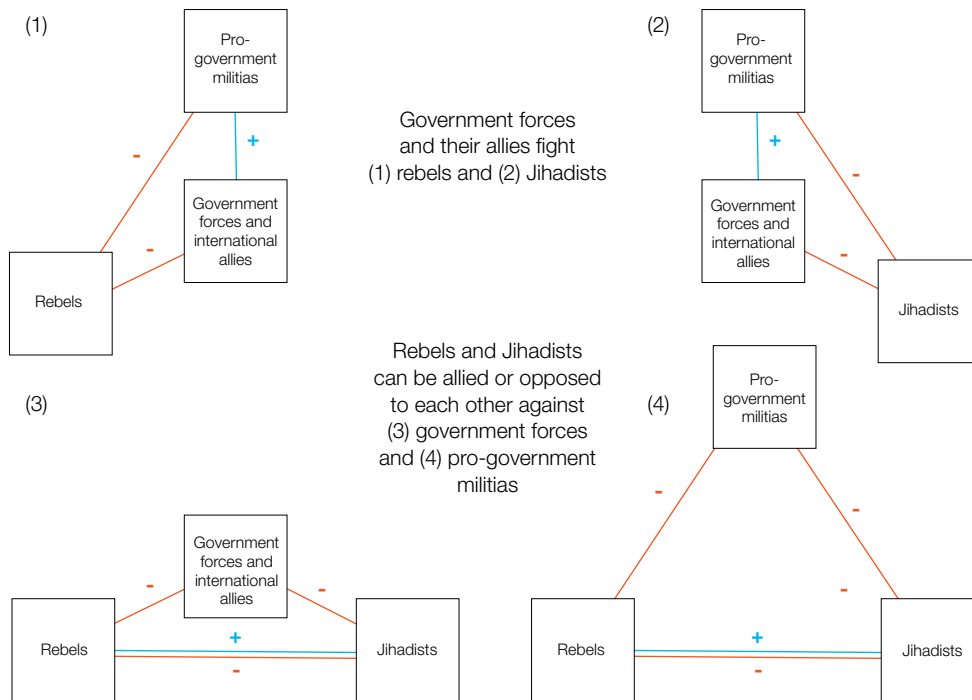 (1)
Pro-
government
militias
-
+
Government
forces and
international
allies
-
Rebels
Government forces
and their allies fight
(1) rebels and (2) Jihadists
(2)
Pro-
government
militias
+
-
Government
forces and
international
allies
-
Jihadists
Rebels and Jihadists
can be allied or opposed
to each other against
(3) government forces
and (4) pro-government
militias
(3)
Government
forces and
international
allies
-
-
Rebels
+
-
Jihadists
(4)
Pro-
government
militias
-
-
-
Rebels
+
-
Jihadists